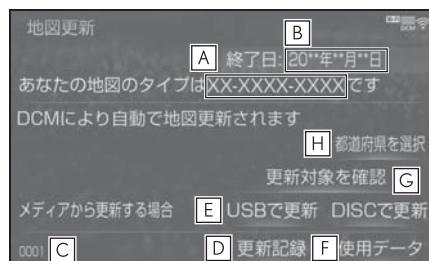 地図更新
DCM
B
A 終了日: 20**年**月**日
あなたの地図のタイプはXX-XXXX-XXXXです
DCMにより自動で地図更新されます
H 都道府県を選択
更新対象を確認 G
メディアから更新する場合 E USBで更新 DISCで更新
0001 C D 更新記録 F 使用データ